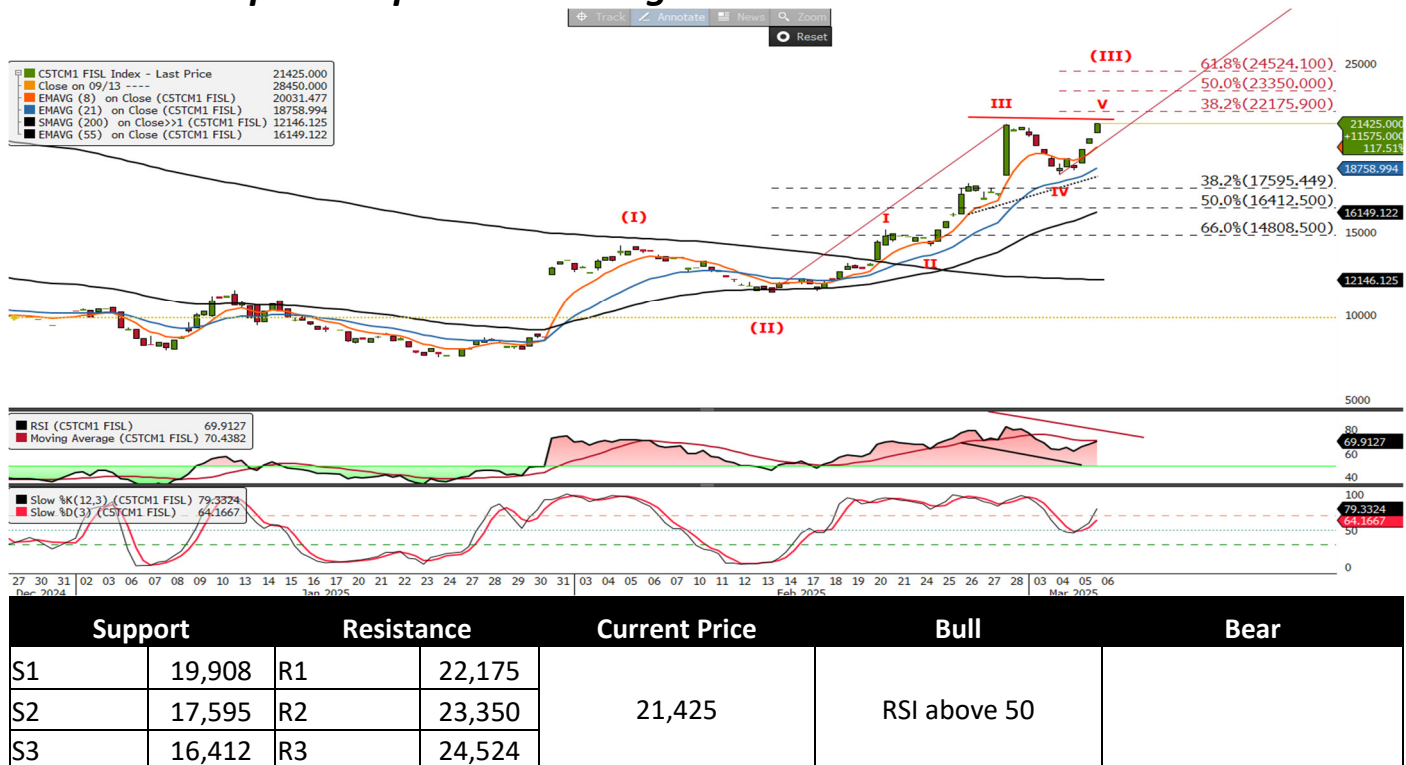 Track Annotate News Zoom
Reset
C5TCM1 FISL Index - Last Price 21425.000
Close on 09/13 ---- 28450.000
EMAVG (8) on Close (C5TCM1 FISL) 20031.477
EMAVG (21) on Close (C5TCM1 FISL) 18758.994
SMAVG (200) on Close>>1 (C5TCM1 FISL) 12146.125
EMAVG (55) on Close (C5TCM1 FISL) 16149.122
(III)
61.8%(24524.100)
50.0%(23350.000)
38.2%(22175.900)
III
V
(I)
I
II
IV
(II)
38.2%(17595.449)
50.0%(16412.500)
66.0%(14808.500)
25000
21425.000
+11575.000
117.51%
18758.994
16149.122
15000
12146.125
10000
5000
RSI (C5TCM1 FISL) 69.9127
Moving Average (C5TCM1 FISL) 70.4382
80
69.9127
60
40
Slow %K(12,3) (C5TCM1 FISL) 79.3324
Slow %D(3) (C5TCM1 FISL) 64.1667
100
79.3324
64.1667
50
0
27 30 31 02 03 06 07 08 09 10 13 14 15 16 17 20 21 22 23 24 27 28 29 30 31 03 04 05 06 07 10 11 12 13 14 17 18 19 20 21 24 25 26 27 28 03 04 05 06
Dec 2024 Jan 2025 Feb 2025 Mar 2025
Support Resistance Current Price Bull Bear
S1 19,908 R1 22,175
S2 17,595 R2 23,350 21,425 RSI above 50
S3 16,412 R3 24,524